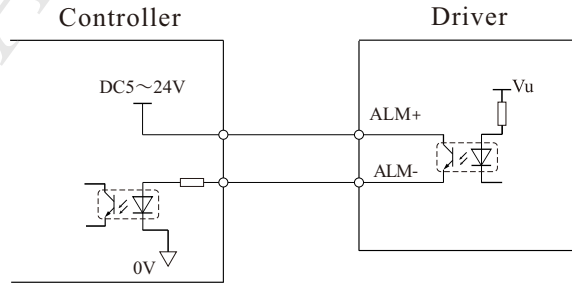 Controller
Driver
DC5～24V
Vu
ALM+
ALM-
0V